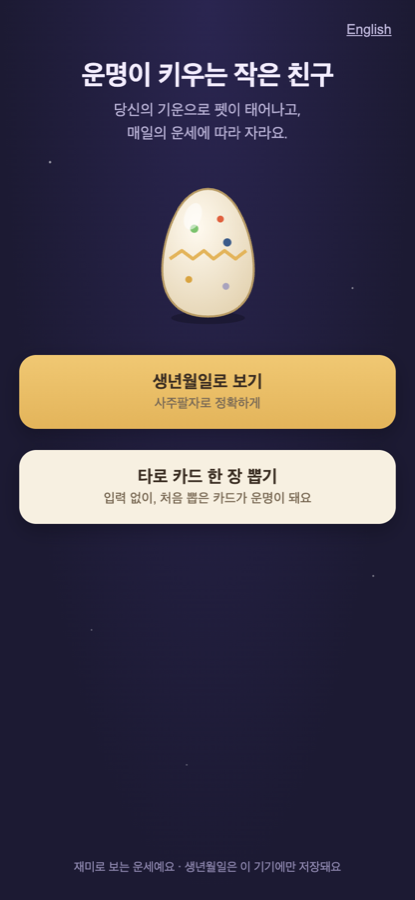 English
운명이 키우는 작은 친구
당신의 기운으로 펫이 태어나고,
매일의 운세에 따라 자라요.
생년월일로 보기
사주팔자로 정확하게
타로 카드 한 장 뽑기
입력 없이, 처음 뽑은 카드가 운명이 돼요
재미로 보는 운세예요 · 생년월일은 이 기기에만 저장돼요